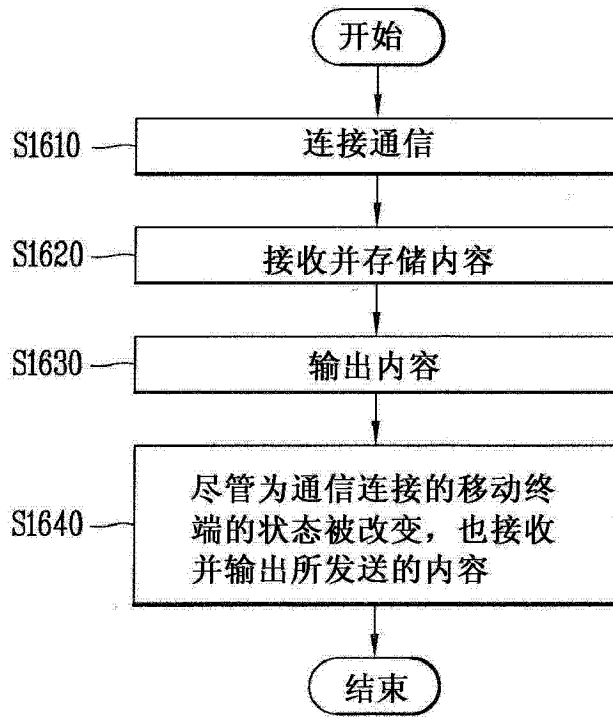 开始
S1610
连接通信
S1620
接收并存储内容
S1630
输出内容
S1640
尽管为通信连接的移动终
端的状态被改变，也接收
并输出所发送的内容
结束